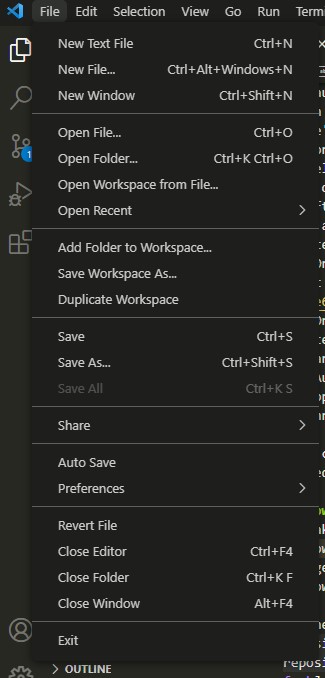 File Edit Selection View Go Run
New Text File Ctrl+N
New File... Ctrl+Alt+Windows+N
New Window Ctrl+Shift+N
Open File... Ctrl+O
Open Folder... Ctrl+K Ctrl+O
Open Workspace from File...
Open Recent
Add Folder to Workspace...
Save Workspace As...
Duplicate Workspace
Save Ctrl+S
Save As... Ctrl+Shift+S
Save All Ctrl+K S
Share
Auto Save
Preferences
Revert File
Close Editor Ctrl+F4
Close Folder Ctrl+K F
Close Window Alt+F4
Exit
OUTLINE
1